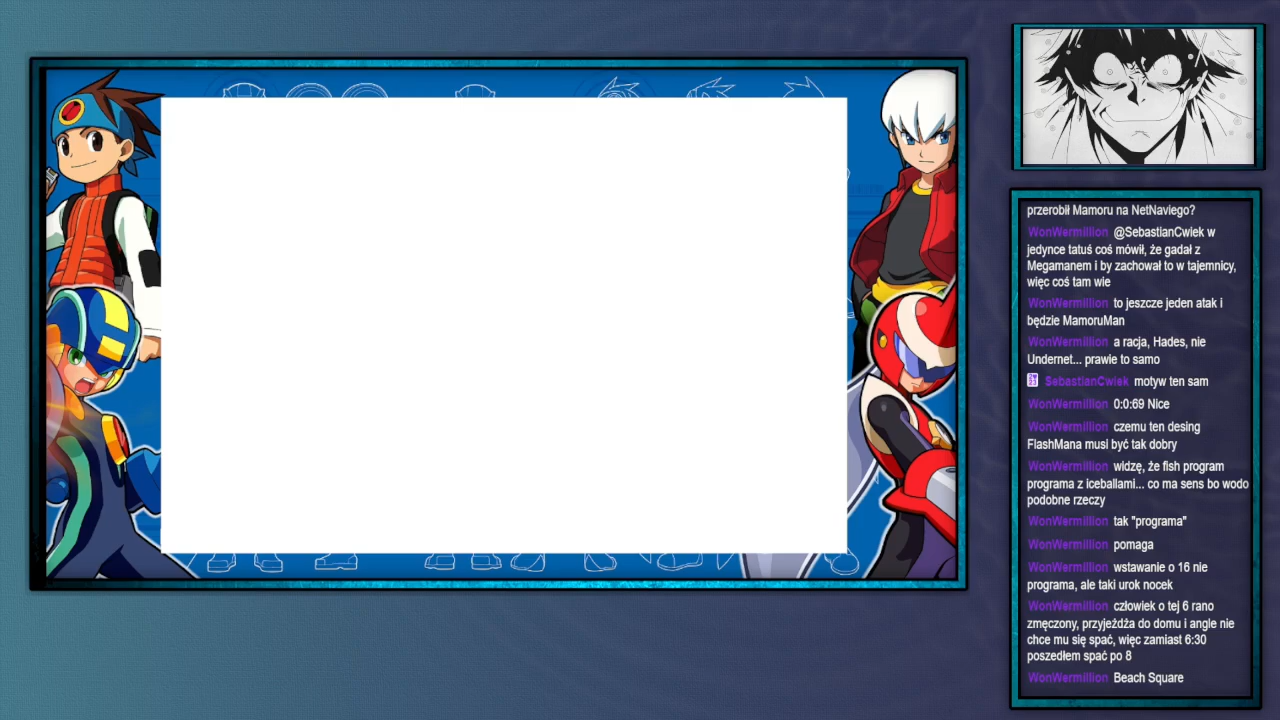 przerobił Mamoru na NetNaviego?
WonWermillion @SebastianCwiek w
jedynce tatuś coś mówił, że gadał z
Megamanem i by zachował to w tajemnicy,
więc coś tam wie
WonWermillion to jeszcze jeden atak i
będzie MamoruMan
WonWermillion a racja, Hades, nie
Undernet... prawie to samo
SebastianCwiek motyw ten sam
WonWermillion 0:0:69 Nice
WonWermillion czemu ten desing
FlashMana musi być tak dobry
WonWermillion widzę, że fish program
programa z iceballami... co ma sens bo wodo
podobne rzeczy
WonWermillion tak "programa"
WonWermillion pomaga
WonWermillion wstawanie o 16 nie
programa, ale taki urok nocek
WonWermillion człowiek o tej 6 rano
zmęczony, przyjeżdża do domu i angle nie
chce mu się spać, więc zamiast 6:30
poszedłem spać po 8
WonWermillion Beach Square